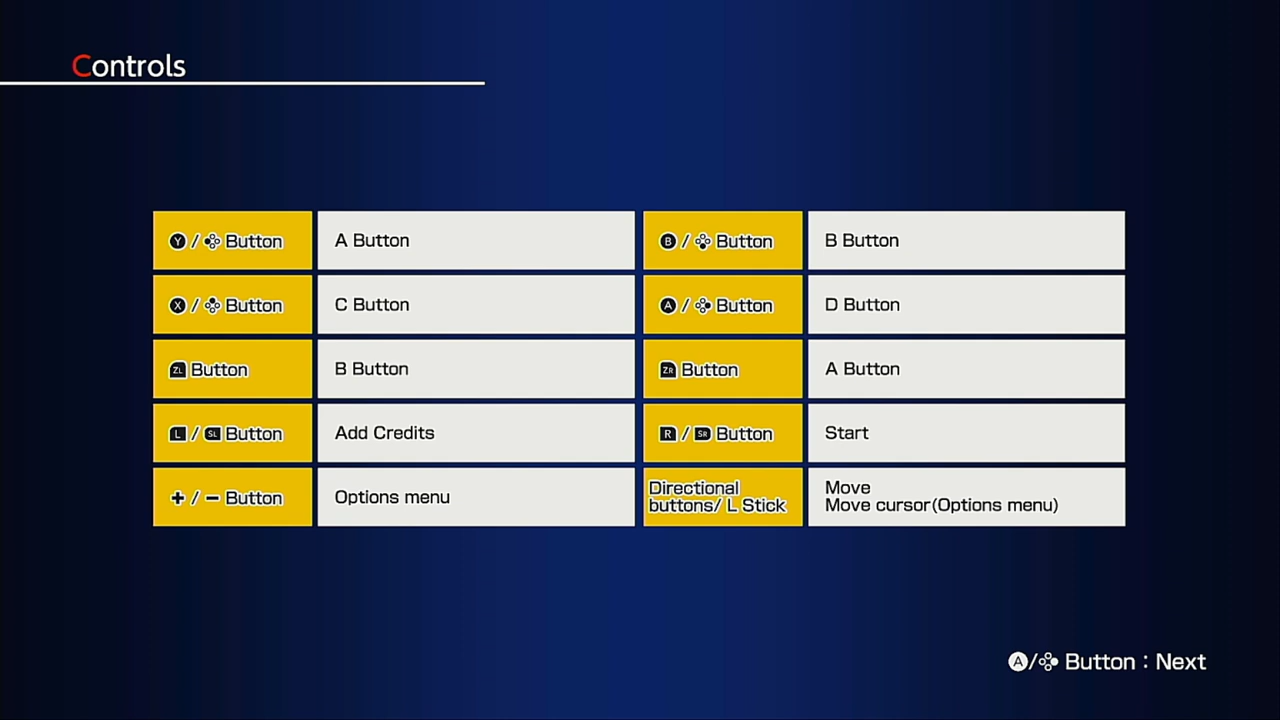 Controls
Y / Button A Button B / Button B Button
X / Button C Button A / Button D Button
ZL Button B Button ZR Button A Button
L / SL Button Add Credits R / SR Button Start
+ / - Button Options menu Directional buttons/ L Stick Move
Move cursor(Options menu)
A/ Button : Next